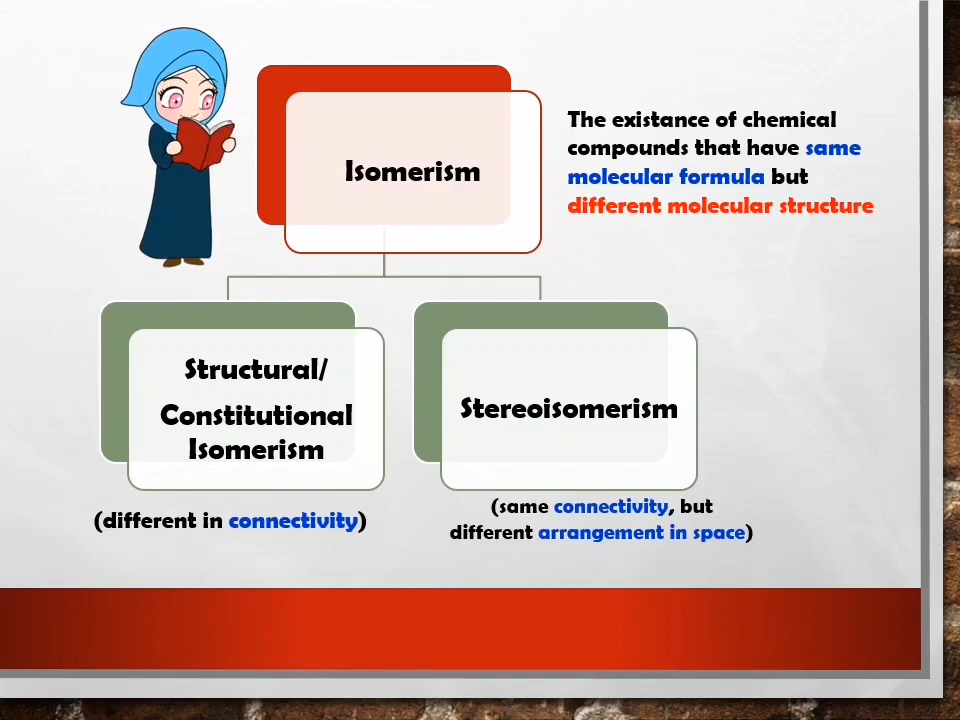 Isomerism
The existance of chemical
compounds that have same
molecular formula but
different molecular structure
Structural/
Constitutional
Isomerism
Stereoisomerism
(different in connectivity)
(same connectivity, but
different arrangement in space)